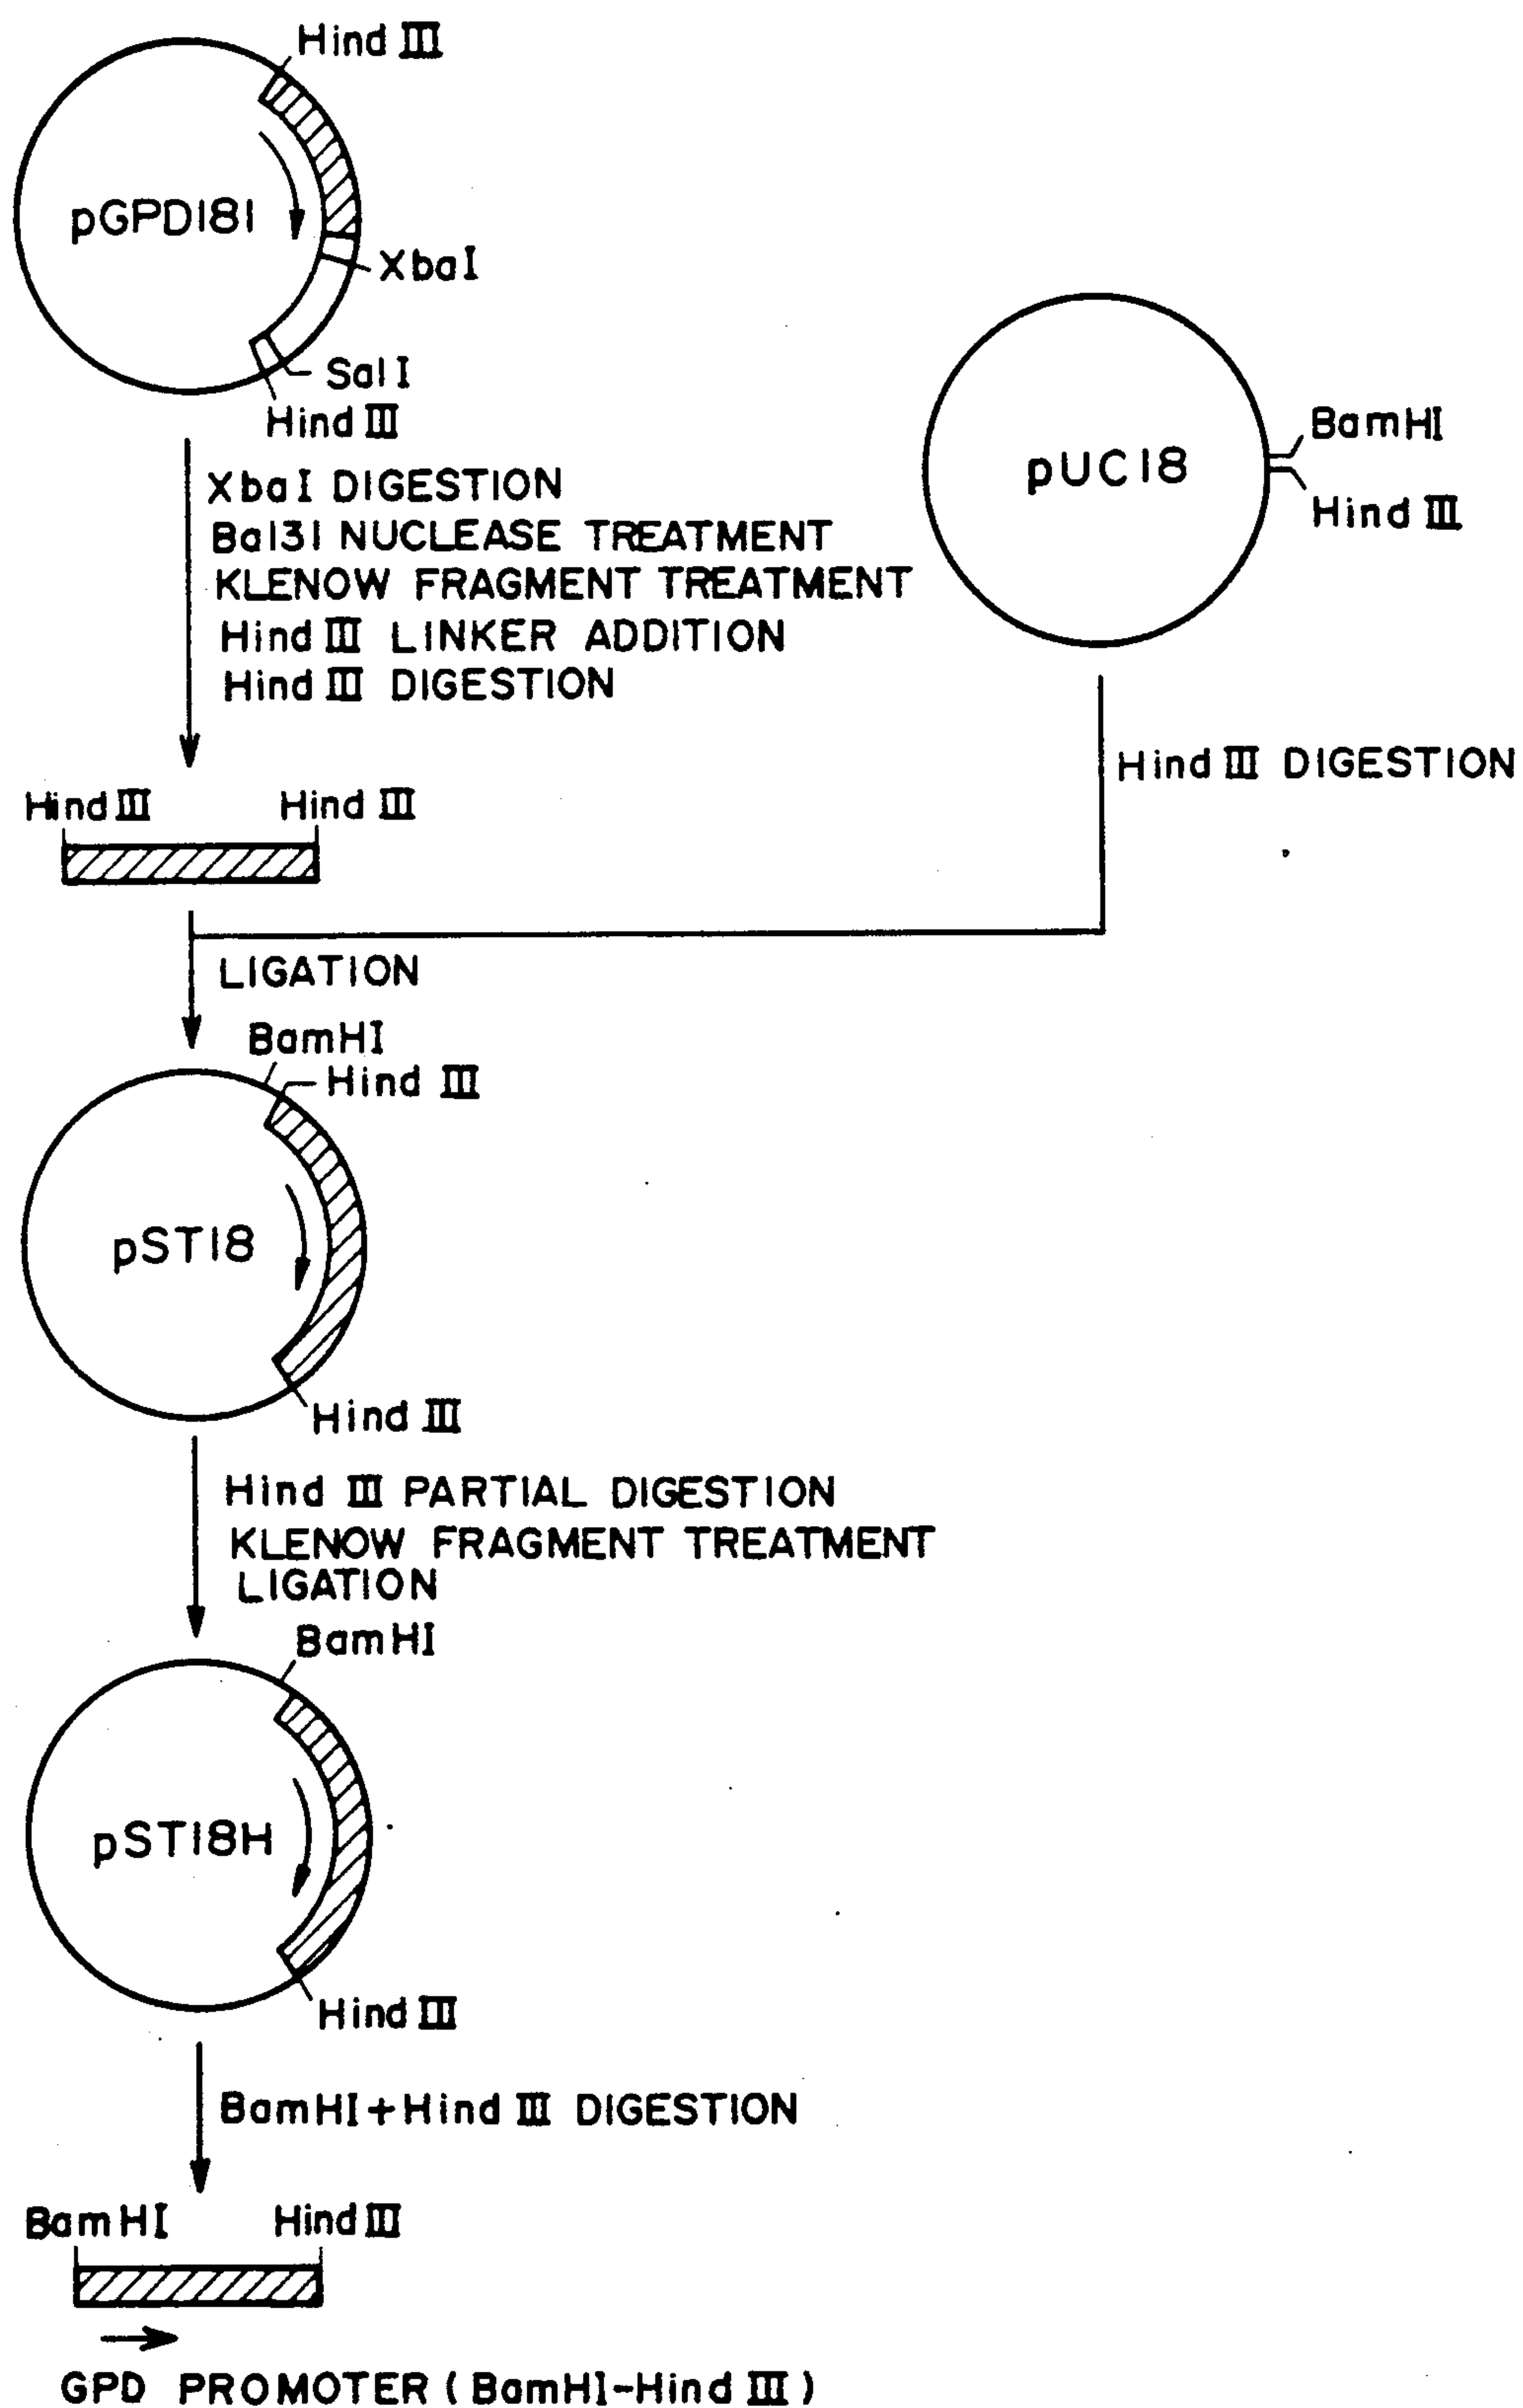 Hind III
pGPD181
XbaI
Sal I
Hind III
XbaI DIGESTION
Bal31 NUCLEASE TREATMENT
KLENOW FRAGMENT TREATMENT
Hind III LINKER ADDITION
Hind III DIGESTION
pUC18
BamHI
Hind III
Hind III DIGESTION
Hind III Hind III
LIGATION
BamHI
Hind III
pST18
Hind III
Hind III PARTIAL DIGESTION
KLENOW FRAGMENT TREATMENT
LIGATION
BamHI
pST18H
Hind III
BamHI+Hind III DIGESTION
BamHI Hind III
GPD PROMOTER (BamHI-Hind III)